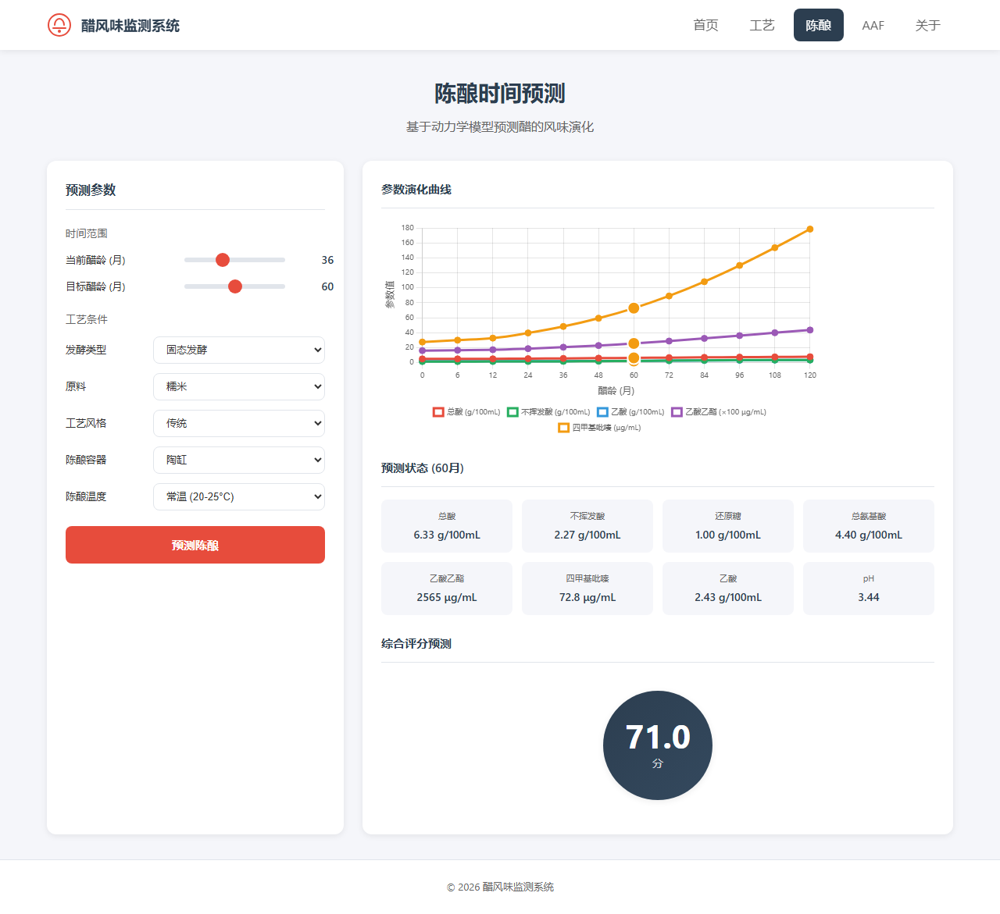 醋风味监测系统
首页
工艺
陈酿
AAF
关于
陈酿时间预测
基于动力学模型预测醋的风味演化
预测参数
时间范围
当前醋龄 (月) 36
目标醋龄 (月) 60
工艺条件
发酵类型 固态发酵
原料 糯米
工艺风格 传统
陈酿容器 陶缸
陈酿温度 常温 (20-25°C)
预测陈酿
参数演化曲线
180
160
140
120
100
80
60
40
20
0
参数值
0 6 12 24 36 48 60 72 84 96 108 120
醋龄 (月)
总酸 (g/100mL) 不挥发酸 (g/100mL) 乙酸 (g/100mL) 乙酸乙酯 (×100 μg/mL)
四甲基吡嗪 (μg/mL)
预测状态 (60月)
总酸
6.33 g/100mL
不挥发酸
2.27 g/100mL
还原糖
1.00 g/100mL
总氨基酸
4.40 g/100mL
乙酸乙酯
2565 μg/mL
四甲基吡嗪
72.8 μg/mL
乙酸
2.43 g/100mL
pH
3.44
综合评分预测
71.0
分
© 2026 醋风味监测系统